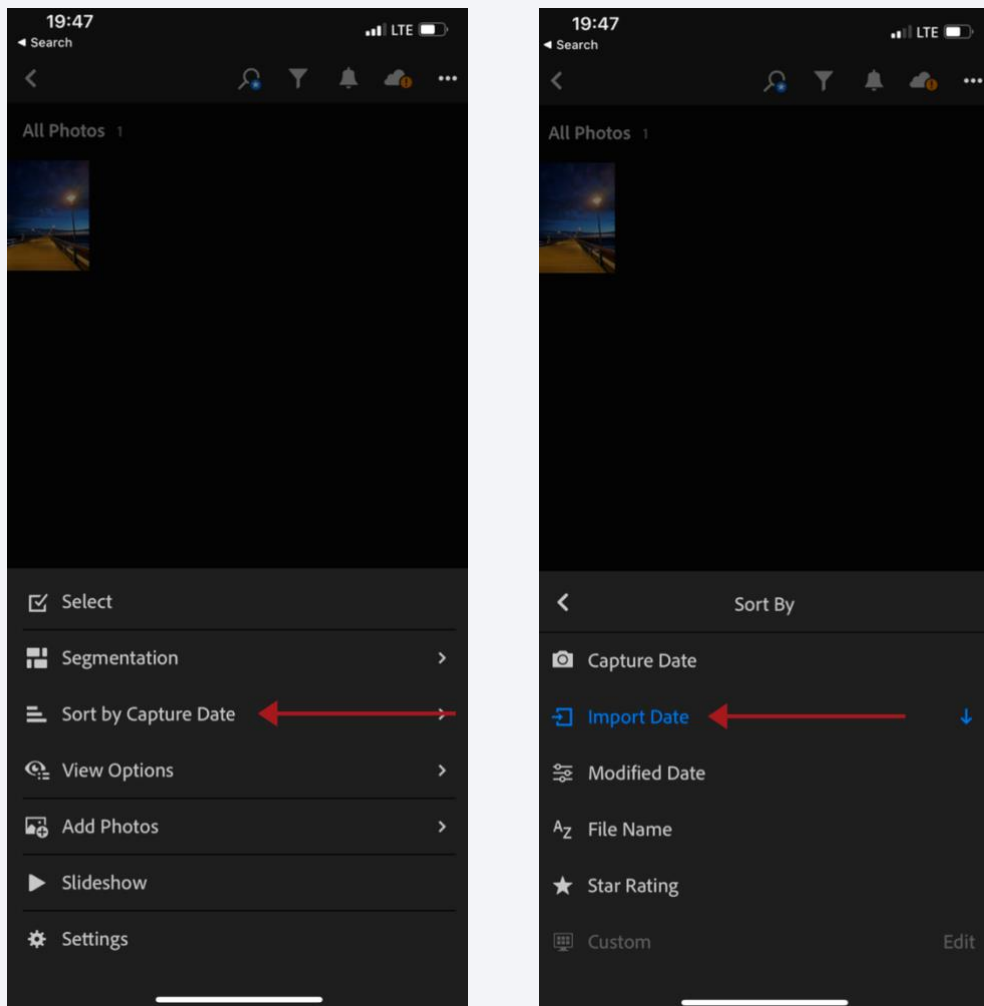 19:47
LTE
◄ Search
All Photos 1
Select
Segmentation
Sort by Capture Date
View Options
Add Photos
Slideshow
Settings
19:47
LTE
◄ Search
All Photos 1
Sort By
Capture Date
Import Date
Modified Date
AZ File Name
Star Rating
Custom Edit